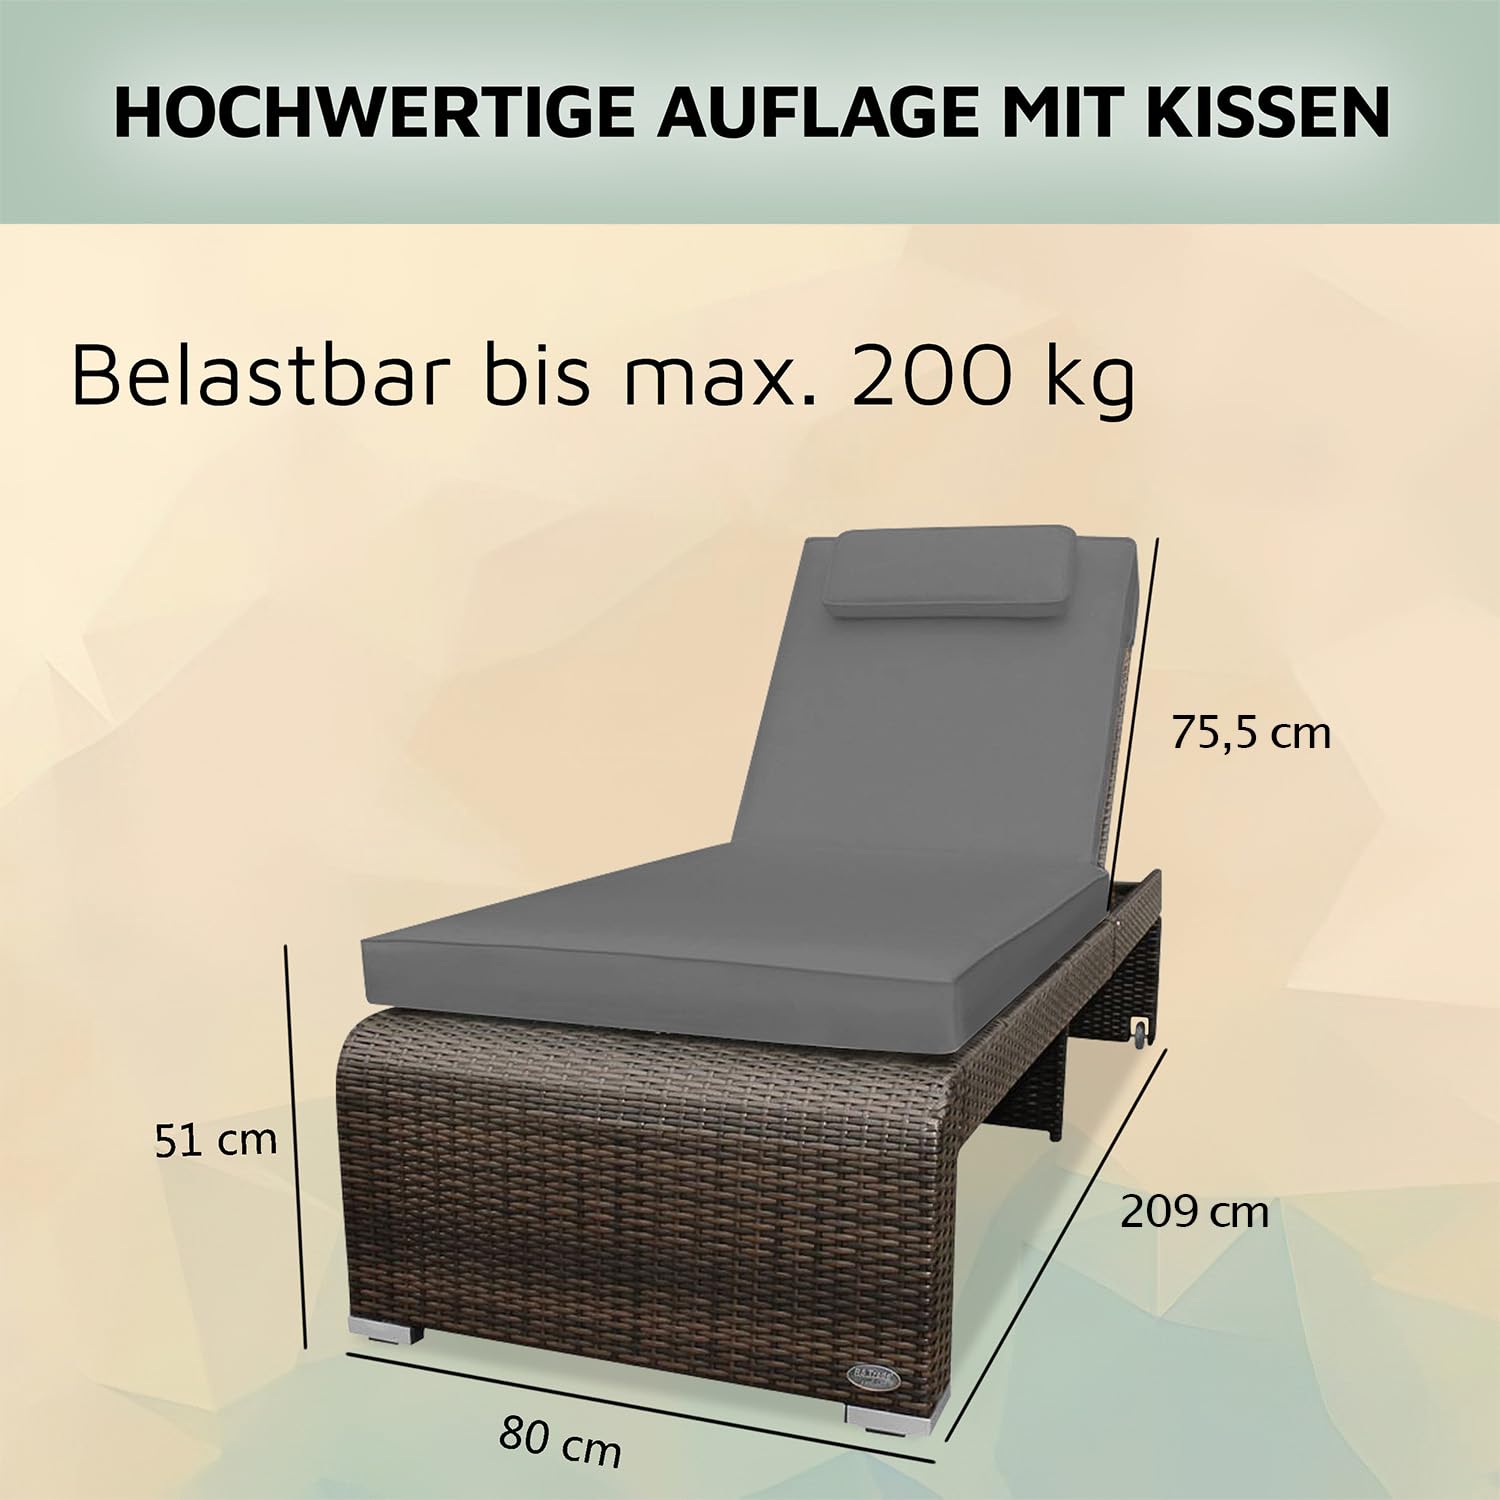 HOCHWERTIGE AUFLAGE MIT KISSEN
Belastbar bis max. 200 kg
75,5 cm
51 cm
209 cm
80 cm